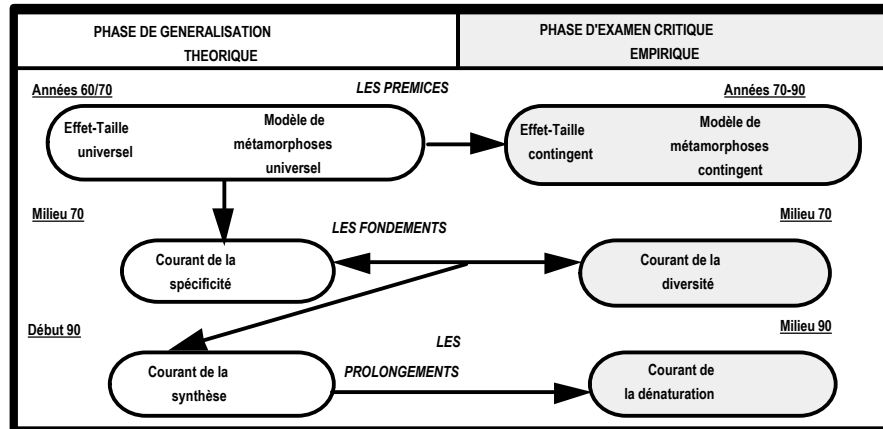 PHASE DE GENERALISATION
THEORIQUE
PHASE D'EXAMEN CRITIQUE
EMPIRIQUE
Années 60/70
LES PREMICES
Années 70-90
Effet-Taille
universel
Modèle de
métamorphoses
universel
Effet-Taille
contingent
Modèle de
métamorphoses
contingent
Milieu 70
LES FONDEMENTS
Milieu 70
Courant de la
spécificité
Courant de la
diversité
Début 90
LES
PROLONGEMENTS
Milieu 90
Courant de la
synthèse
Courant de
la dénaturation